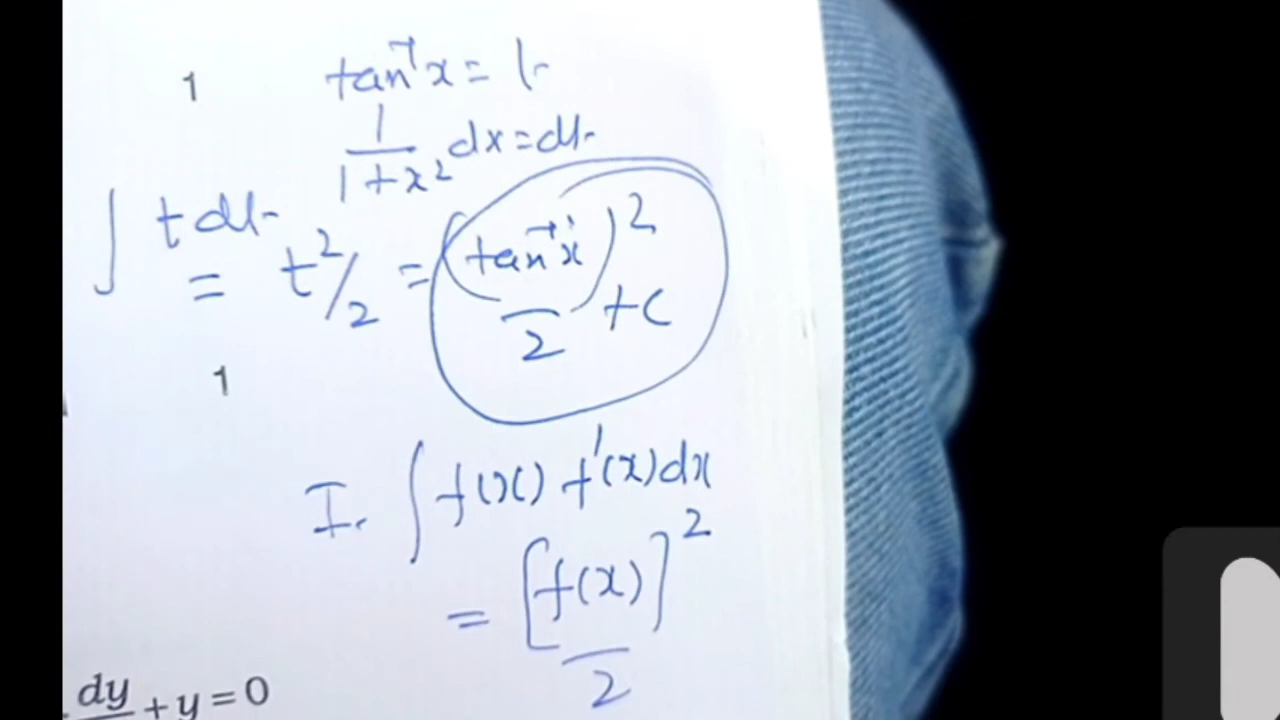 1
tan⁻¹x = t
1/(1+x²) dx = dt
∫ t dt
= t²/2 = (tan⁻¹x)²/2 + c
1
I. ∫ f(x) f'(x) dx
= [f(x)]²/2
dy
+ y = 0